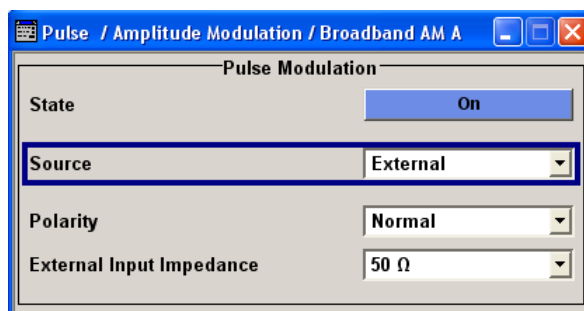 Pulse / Amplitude Modulation / Broadband AM A
Pulse Modulation
State On
Source External
Polarity Normal
External Input Impedance 50 Ω